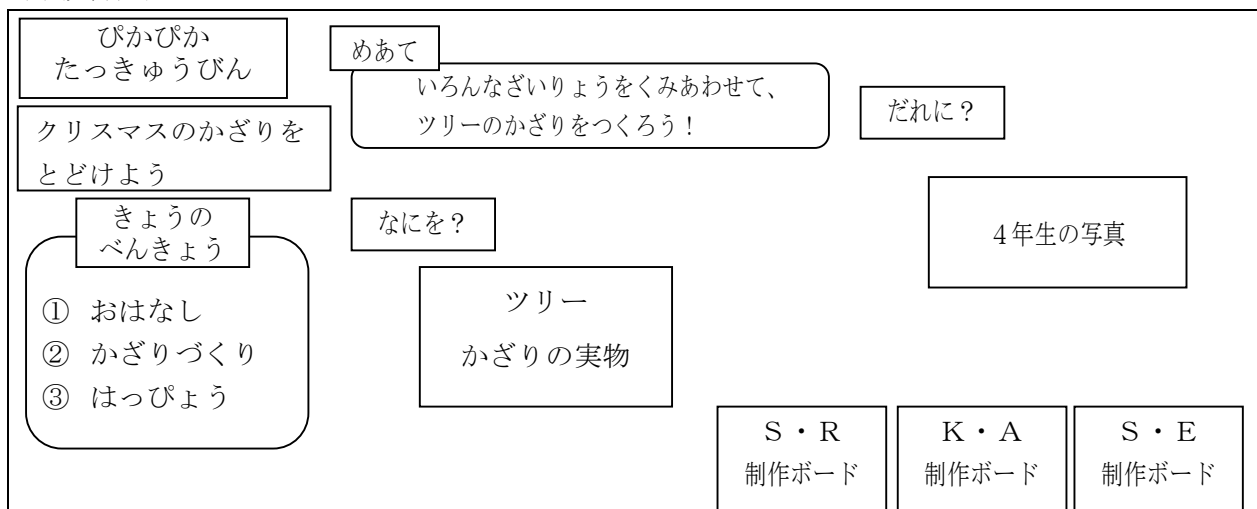 ぴかぴか
たっきゅうびん
めあて
いろんなざいりょうをくみあわせて、
ツリーのかざりをつくろう!
だれに?
クリスマスのかざりを
とどけよう
4年生の写真
きょうの
べんきょう
① おはなし
② かざりづくり
③ はっぴょう
なにを?
ツリー
かざりの実物
S・R
制作ボード
K・A
制作ボード
S・E
制作ボード